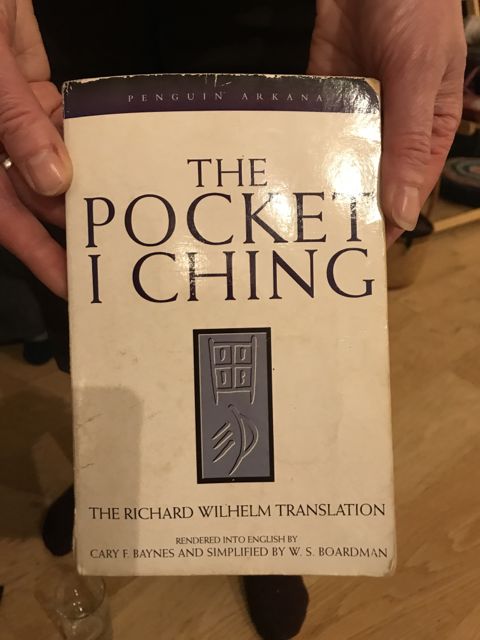 PENGUIN ARKANA
THE
POCKET
I CHING
THE RICHARD WILHELM TRANSLATION
RENDERED INTO ENGLISH BY
CARY F. BAYNES AND SIMPLIFIED BY W. S. BOARDMAN